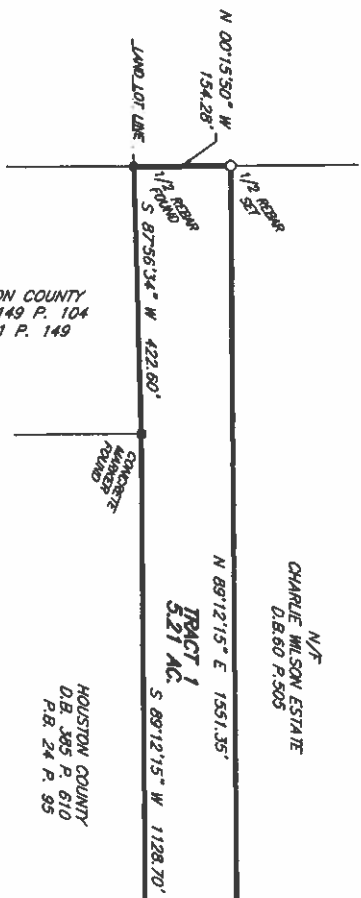 N 00°15'50" W
154.28'
LAND LOT LINE
1/2 REBAR
FOUND
1/2 REBAR
SET
S 87°56'34" W 422.60'
ON COUNTY
149 P. 104
1 P. 149
CONCRETE
MARKER
FOUND
N/F
CHARLIE WILSON ESTATE
D.B.60 P.505
N 89°12'15" E 1551.35'
TRACT 1
5.21 AC.
S 89°12'15" W 1128.70'
HOUSTON COUNTY
D.B. 385 P. 610
P.B. 24 P. 95